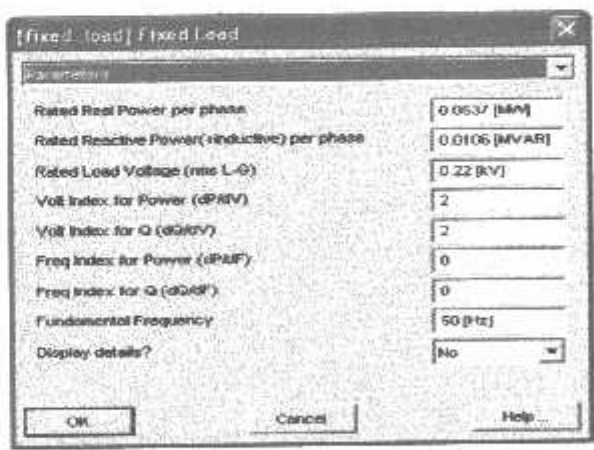 [fixed_load] Fixed Load
Parameters
Rated Real Power per phase 0.0637 [MW]
Rated Reactive Power(+inductive) per phase 0.0106 [MVAR]
Rated Load Voltage (rms L-G) 0.22 [kV]
Volt Index for Power (dP/dV) 2
Volt Index for Q (dQ/dV) 2
Freq Index for Power (dP/dF) 0
Freq Index for Q (dQ/dF) 0
Fundamental Frequency 50 [Hz]
Display details? No
OK Cancel Help...